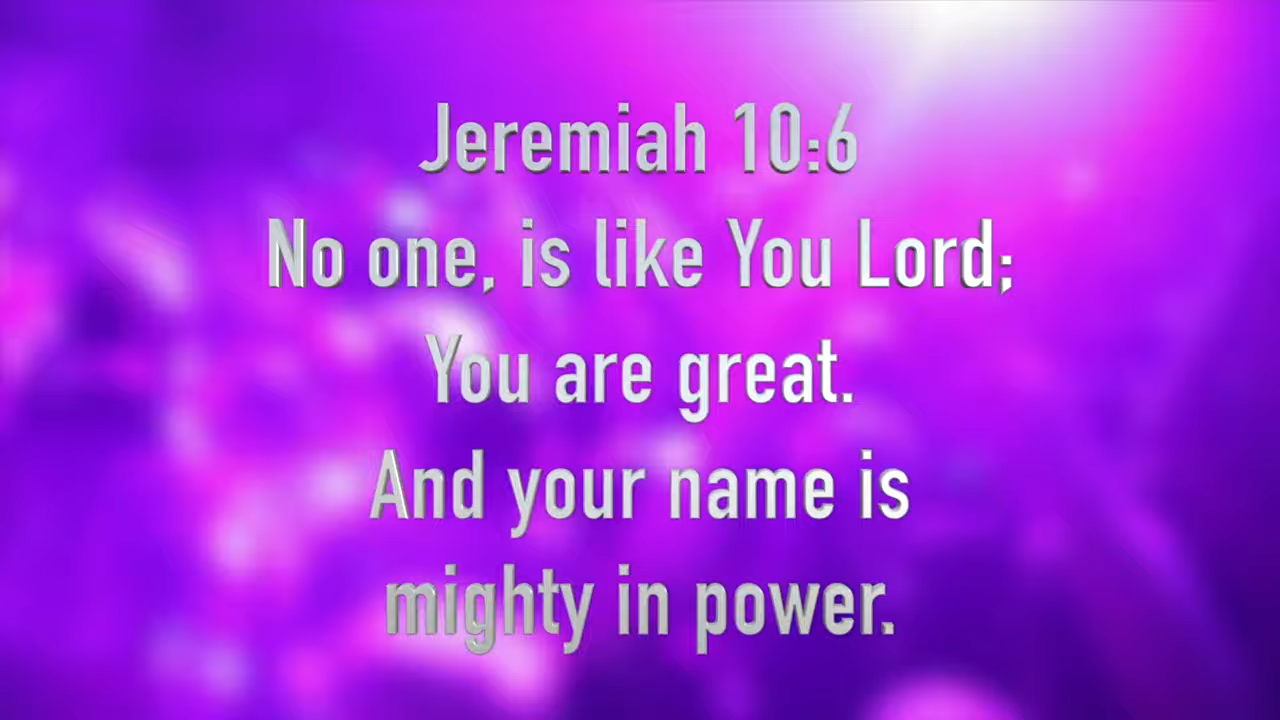 Jeremiah 10:6
No one, is like You Lord;
You are great.
And your name is
mighty in power.